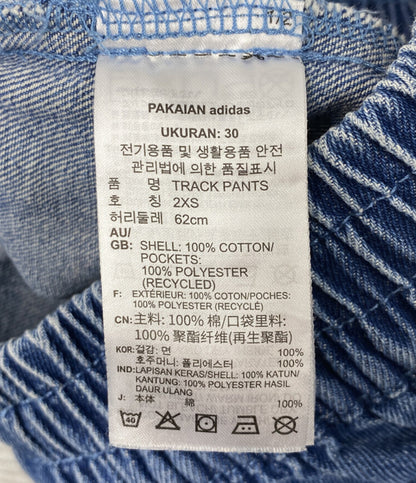 1/2
PAKAIAN adidas
UKURAN: 30
전기용품 및 생활용품 안전
관리법에 의한 품질표시
품 명 TRACK PANTS
호 칭 2XS
허리둘레 62cm
AU/
GB: SHELL: 100% COTTON/
POCKETS:
100% POLYESTER
(RECYCLED)
F: EXTÉRIEUR: 100% COTON/POCHES:
100% POLYESTER (RECYCLÉ)
CN: 主料: 100% 棉/口袋里料:
100% 聚酯纤维(再生聚酯)
KOR: 겉감: 면 100%
호주머니: 폴리에스터 100%
IND: LAPISAN KERAS/SHELL: 100% KATUN/
KANTUNG: 100% POLYESTER HASIL
DAUR ULANG
J: 本体 綿 100%
40